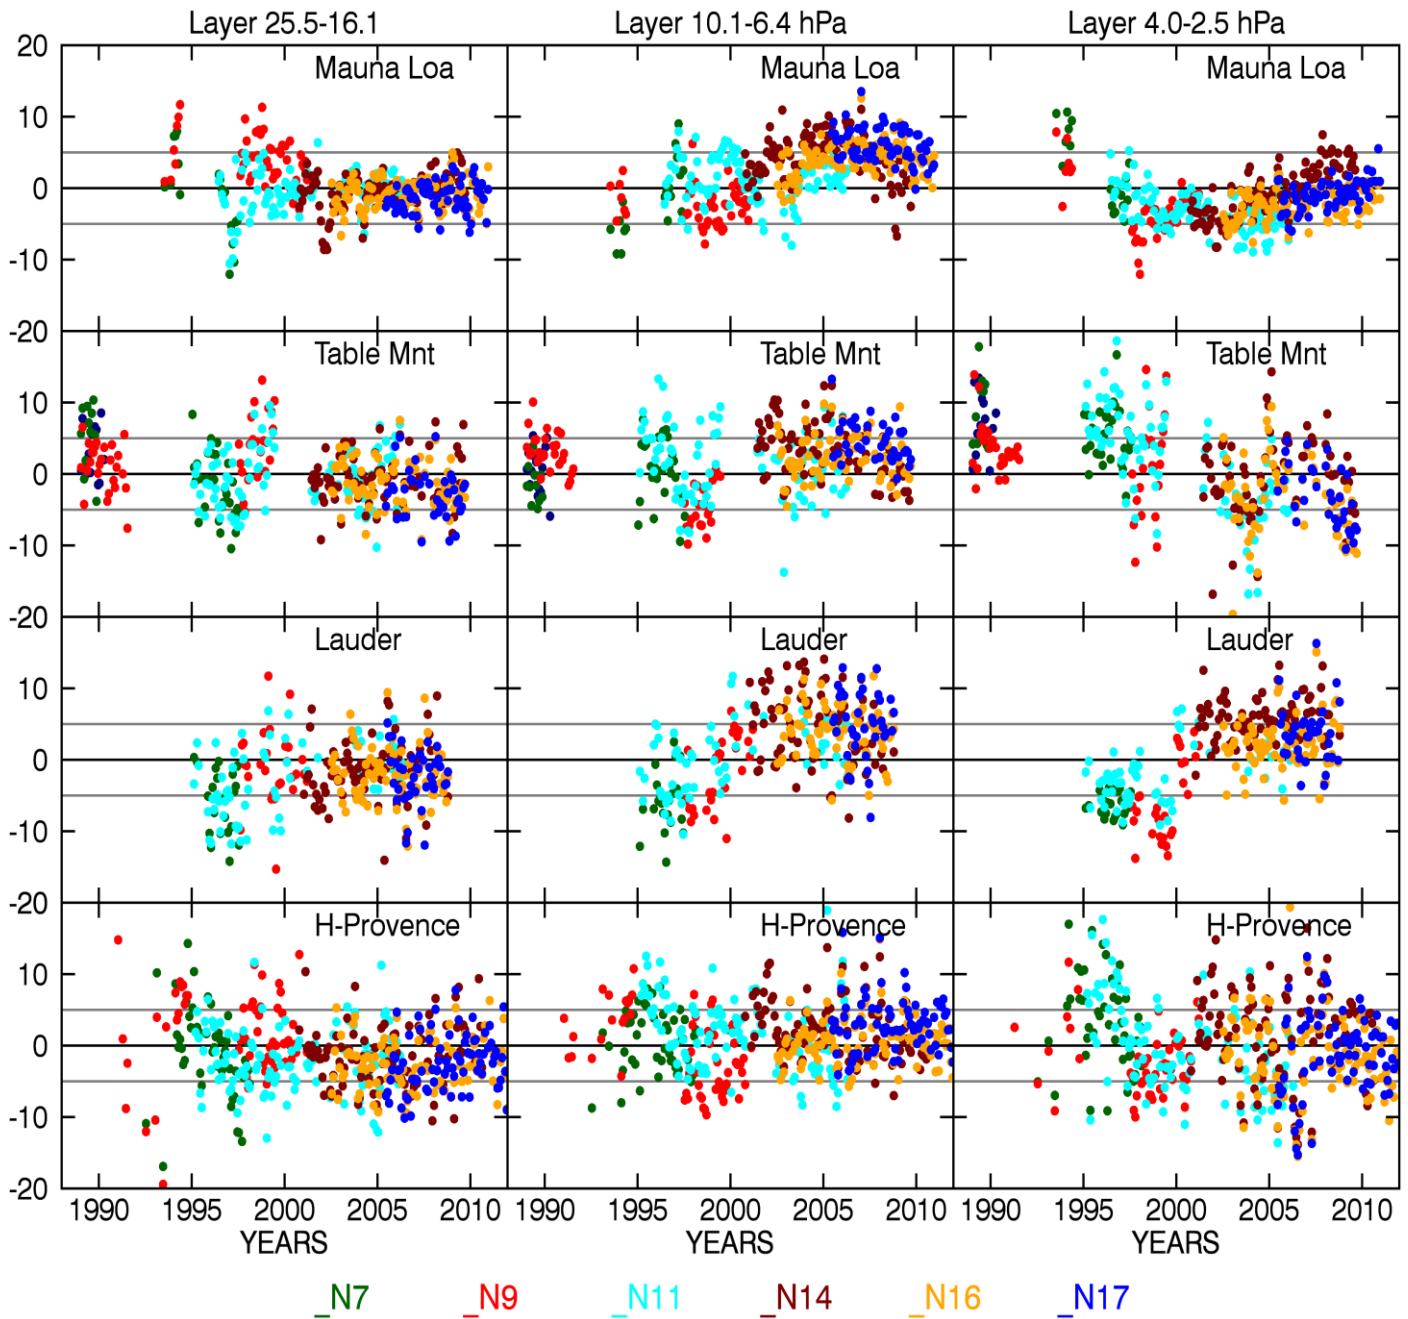 Layer 25.5-16.1 Layer 10.1-6.4 hPa Layer 4.0-2.5 hPa
20 Mauna Loa Mauna Loa Mauna Loa
10
0
-10
-20
Table Mnt Table Mnt Table Mnt
10
0
-10
-20
Lauder Lauder Lauder
10
0
-10
-20
H-Provence H-Provence H-Provence
10
0
-10
-20
1990 1995 2000 2005 2010 1990 1995 2000 2005 2010 1990 1995 2000 2005 2010
YEARS YEARS YEARS
_N7 _N9 _N11 _N14 _N16 _N17